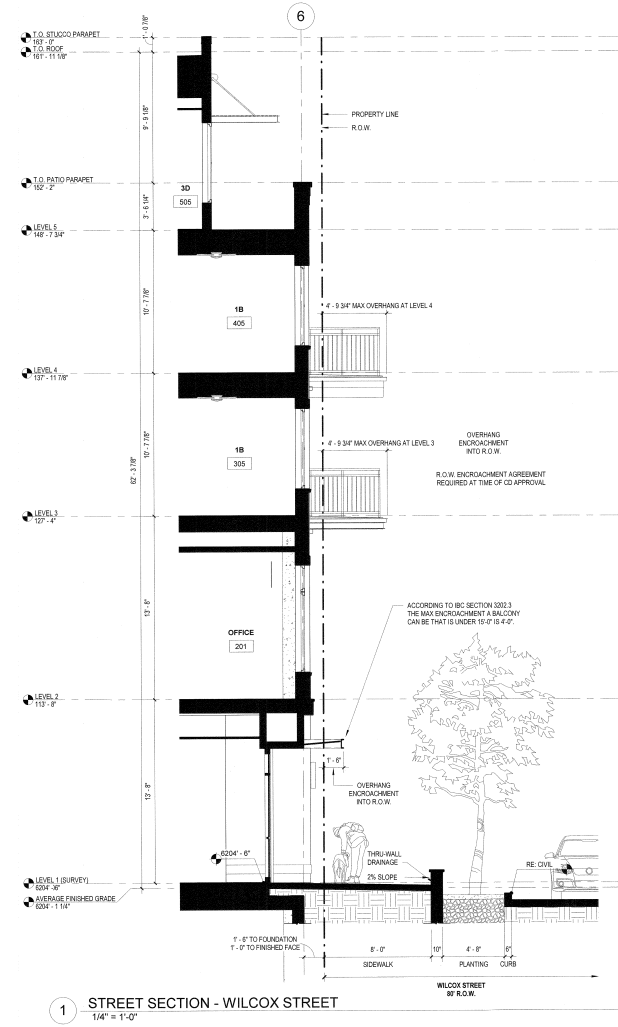 6
T.O. STUCCO PARAPET
163' - 0"
T.O. ROOF
161' - 11 1/8"
1' - 0 7/8"
9' - 9 1/8"
PROPERTY LINE
R.O.W.
T.O. PATIO PARAPET
152' - 2"
3D
505
3' - 6 1/4"
LEVEL 5
148' - 7 3/4"
10' - 7 7/8"
1B
405
4' - 9 3/4" MAX OVERHANG AT LEVEL 4
LEVEL 4
137' - 11 7/8"
62' - 3 7/8"
10' - 7 7/8"
1B
305
4' - 9 3/4" MAX OVERHANG AT LEVEL 3
OVERHANG
ENCROACHMENT
INTO R.O.W.
R.O.W. ENCROACHMENT AGREEMENT
REQUIRED AT TIME OF CD APPROVAL
LEVEL 3
127' - 4"
13' - 8"
ACCORDING TO IBC SECTION 3202.3
THE MAX ENCROACHMENT A BALCONY
CAN BE THAT IS UNDER 15'-0" IS 4'-0".
OFFICE
201
LEVEL 2
113' - 8"
1' - 6"
13' - 8"
OVERHANG
ENCROACHMENT
INTO R.O.W.
6204' - 6"
THRU-WALL
DRAINAGE
2% SLOPE
RE: CIVIL
LEVEL 1 (SURVEY)
6204' -)6"
AVERAGE FINISHED GRADE
6204' - 1 1/4"
1' - 6" TO FOUNDATION
1' - 0" TO FINISHED FACE
8' - 0"
10"
4' - 8"
6"
SIDEWALK
PLANTING
CURB
WILCOX STREET
80' R.O.W.
1
STREET SECTION - WILCOX STREET
1/4" = 1'-0"